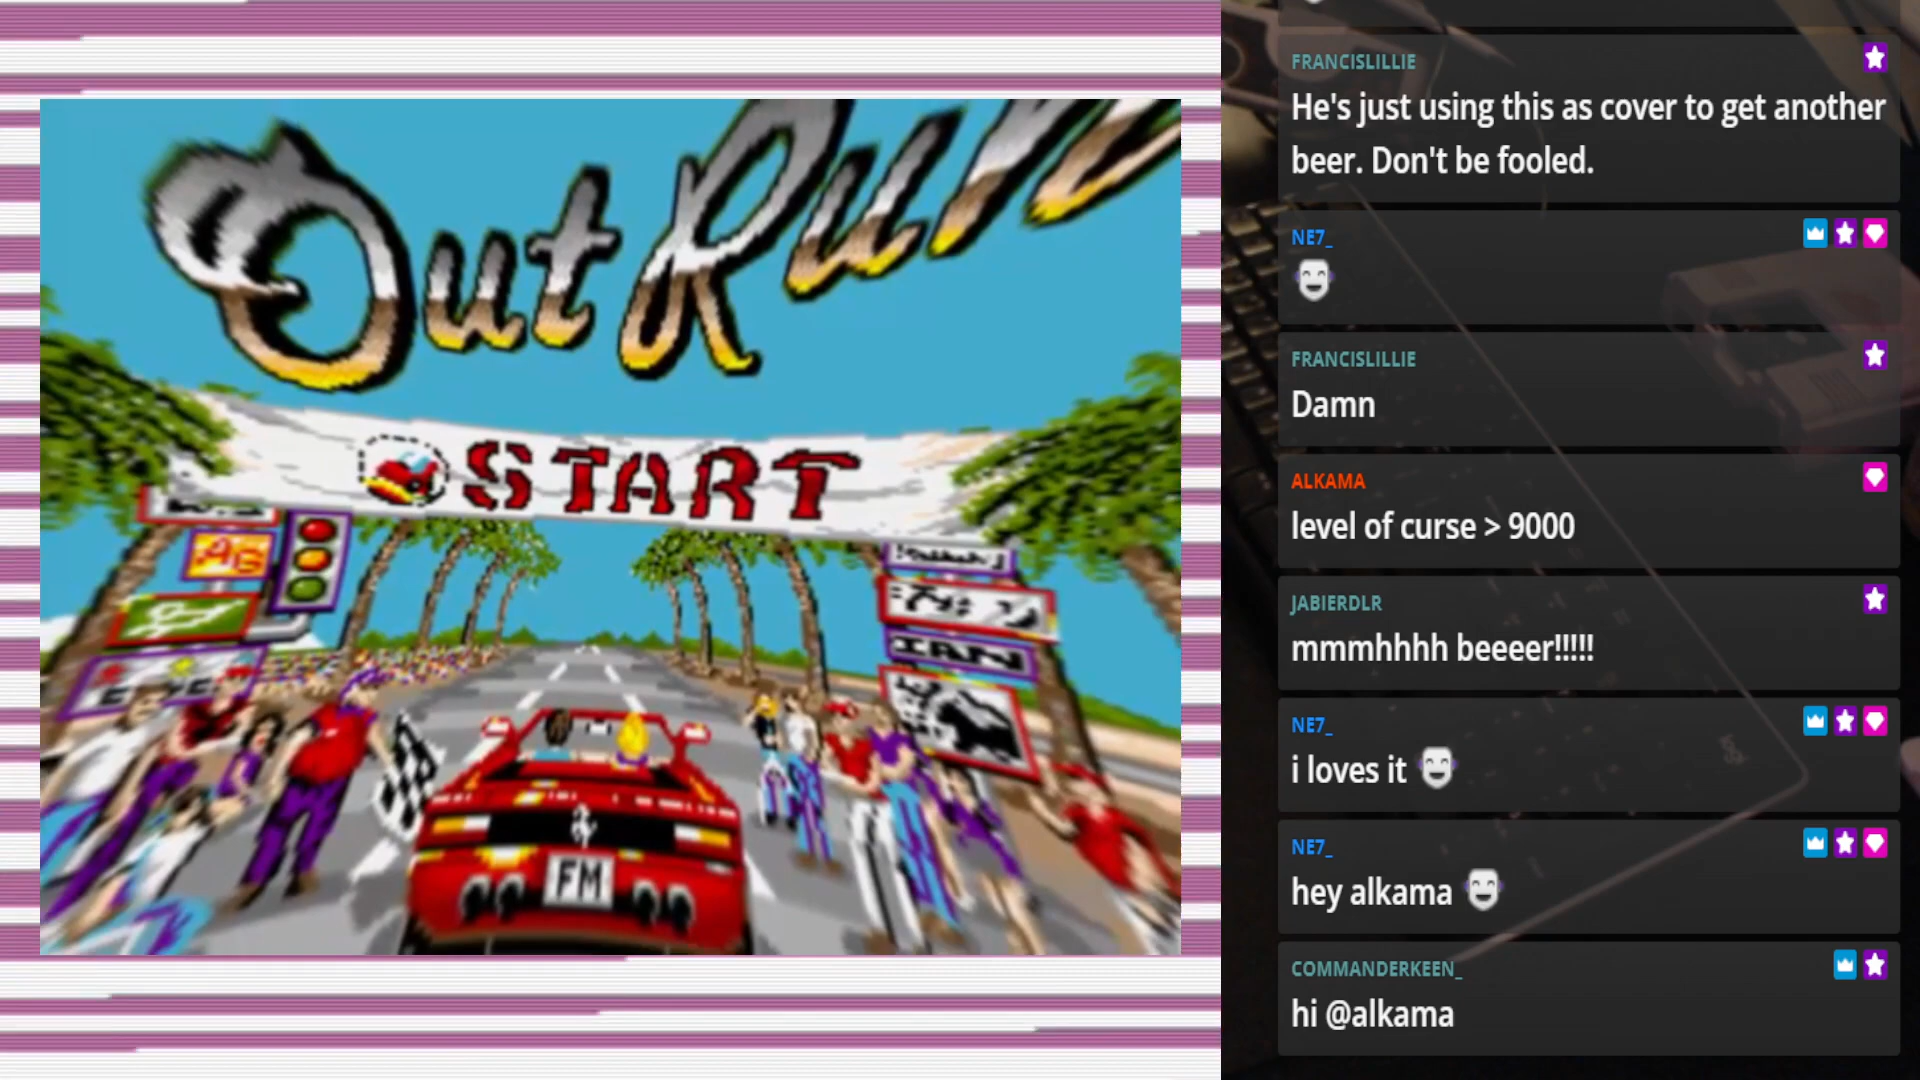 OutRun
START
IAN
FM
FRANCISLILLIE
He's just using this as cover to get another
beer. Don't be fooled.
NE7_
FRANCISLILLIE
Damn
ALKAMA
level of curse > 9000
JABIERDLR
mmmhhhh beeeer!!!!!
NE7_
i loves it
NE7_
hey alkama
COMMANDERKEEN_
hi @alkama